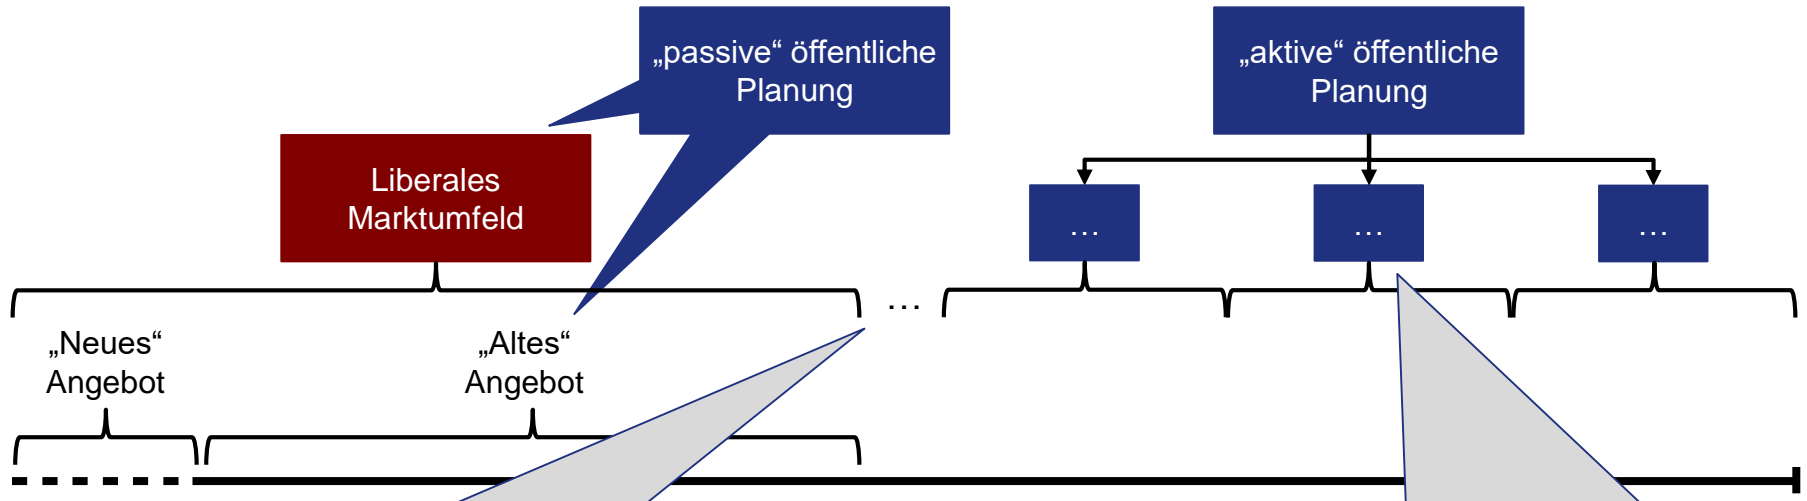 „passive“ öffentliche
Planung
„aktive“ öffentliche
Planung
Liberales
Marktumfeld
…
…
…
…
„Neues“
Angebot
„Altes“
Angebot